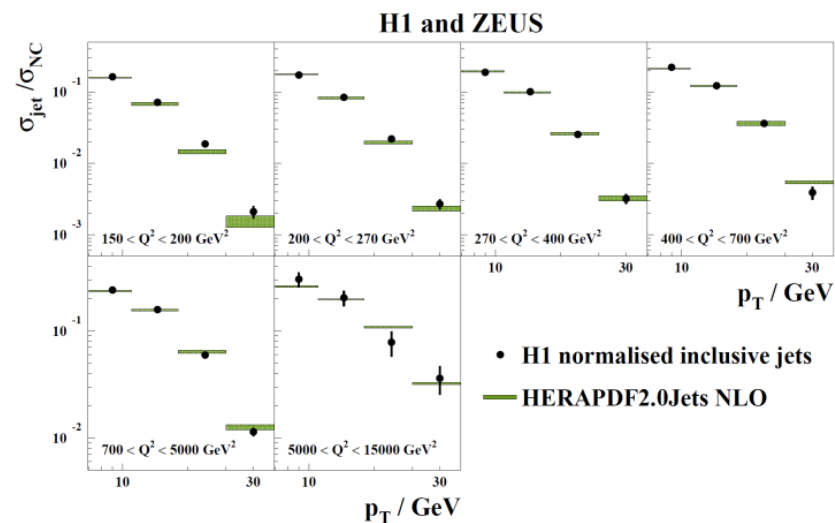 H1 and ZEUS
σjet /σNC
10⁻¹
10⁻²
10⁻³
150 < Q² < 200 GeV²
200 < Q² < 270 GeV²
270 < Q² < 400 GeV²
400 < Q² < 700 GeV²
10 30
10 30
pT / GeV
10⁻¹
10⁻²
700 < Q² < 5000 GeV²
5000 < Q² < 15000 GeV²
10 30
10 30
pT / GeV
H1 normalised inclusive jets
HERAPDF2.0Jets NLO